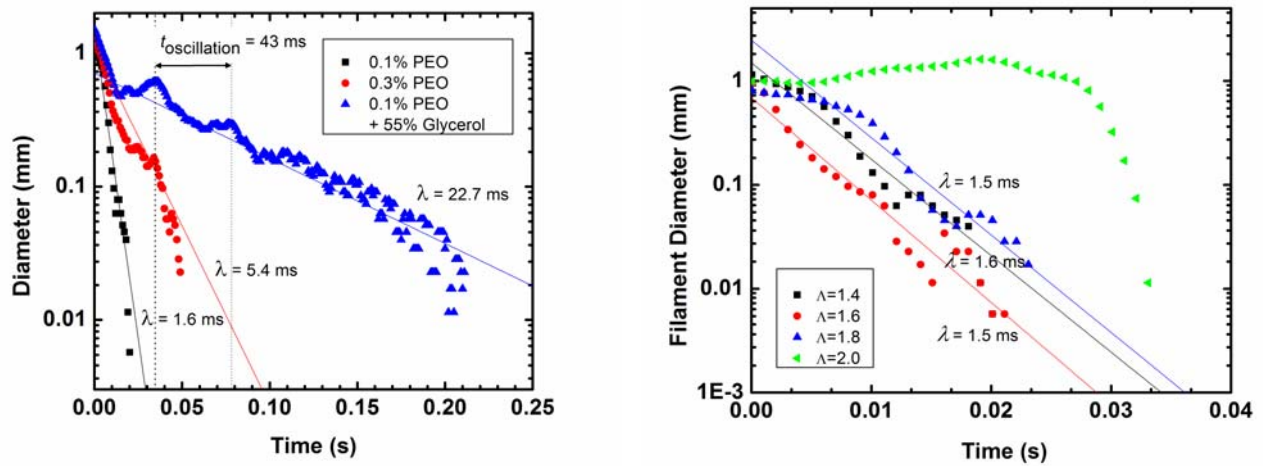 t oscillation = 43 ms
0.1% PEO
0.3% PEO
0.1% PEO
+ 55% Glycerol
1
0.1
0.01
Diameter (mm)
λ = 22.7 ms
λ = 5.4 ms
λ = 1.6 ms
0.00 0.05 0.10 0.15 0.20 0.25
Time (s)
10
1
0.1
0.01
1E-3
Filament Diameter (mm)
λ = 1.5 ms
λ = 1.6 ms
λ = 1.5 ms
Λ=1.4
Λ=1.6
Λ=1.8
Λ=2.0
0.00 0.01 0.02 0.03 0.04
Time (s)